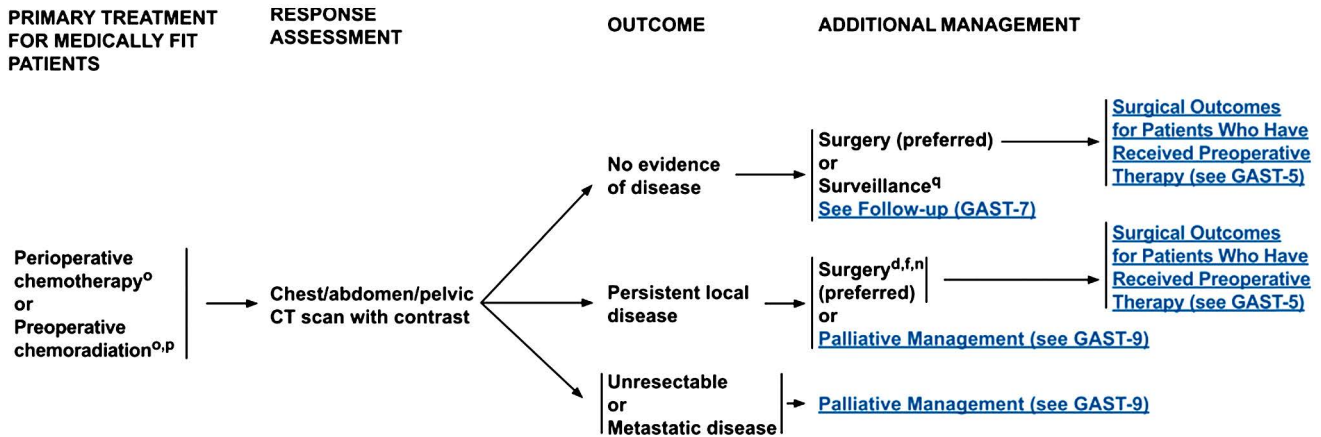 PRIMARY TREATMENT
FOR MEDICALLY FIT
PATIENTS
RESPONSE
ASSESSMENT
OUTCOME
ADDITIONAL MANAGEMENT
Perioperative
chemotherapyᵒ
or
Preoperative
chemoradiationᵒ,ᵖ
Chest/abdomen/pelvic
CT scan with contrast
No evidence
of disease
Surgery (preferred)
or
Surveillanceq
See Follow-up (GAST-7)
Surgical Outcomes
for Patients Who Have
Received Preoperative
Therapy (see GAST-5)
Persistent local
disease
Surgeryᵈ,ᶠ,ⁿ
(preferred)
or
Palliative Management (see GAST-9)
Surgical Outcomes
for Patients Who Have
Received Preoperative
Therapy (see GAST-5)
Unresectable
or
Metastatic disease
Palliative Management (see GAST-9)